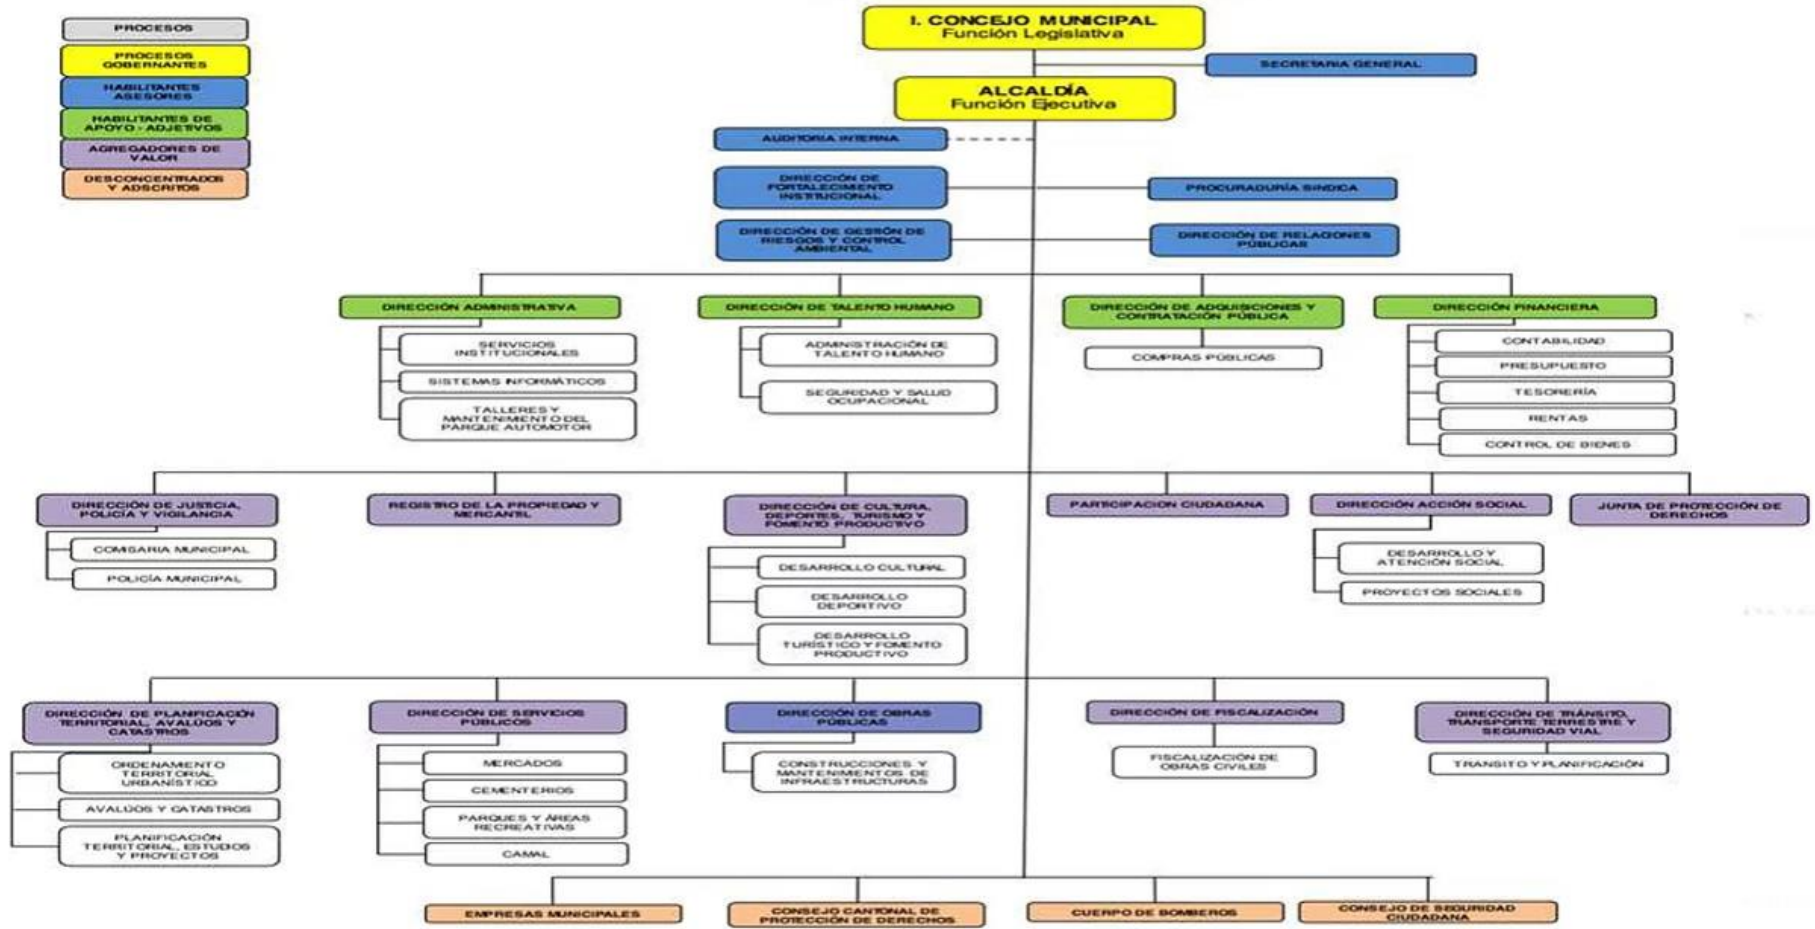 PROCESOS
PROCESOS
GOBERNANTES
HABILITANTES
ASESORES
HABILITANTES DE
APOYO - ADJETIVOS
AGREGADORES DE
VALOR
DESCONCENTRADOS
Y ADSCRITOS
I. CONCEJO MUNICIPAL
Función Legislativa
SECRETARIA GENERAL
ALCALDÍA
Función Ejecutiva
AUDITORIA INTERNA
DIRECCIÓN DE
FORTALECIMIENTO
INSTITUCIONAL
PROCURADURÍA SINDICA
DIRECCIÓN DE GESTIÓN DE
RIESGOS Y CONTROL
AMBIENTAL
DIRECCIÓN DE RELACIONES
PÚBLICAS
DIRECCIÓN ADMINISTRATIVA
SERVICIOS
INSTITUCIONALES
SISTEMAS INFORMÁTICOS
TALLERES Y
MANTENIMIENTO DEL
PARQUE AUTOMOTOR
DIRECCIÓN DE TALENTO HUMANO
ADMINISTRACIÓN DE
TALENTO HUMANO
SEGURIDAD Y SALUD
OCUPACIONAL
DIRECCIÓN DE ADQUISICIONES Y
CONTRATACIÓN PÚBLICA
COMPRAS PÚBLICAS
DIRECCIÓN FINANCIERA
CONTABILIDAD
PRESUPUESTO
TESORERÍA
RENTAS
CONTROL DE BIENES
DIRECCIÓN DE JUSTICIA,
POLICÍA Y VIGILANCIA
COMISARIA MUNICIPAL
POLICÍA MUNICIPAL
REGISTRO DE LA PROPIEDAD Y
MERCANTIL
DIRECCIÓN DE CULTURA,
DEPORTES, TURISMO Y
FOMENTO PRODUCTIVO
DESARROLLO CULTURAL
DESARROLLO
DEPORTIVO
DESARROLLO
TURÍSTICO Y FOMENTO
PRODUCTIVO
PARTICIPACION CIUDADANA
DIRECCIÓN ACCIÓN SOCIAL
DESARROLLO Y
ATENCIÓN SOCIAL
PROYECTOS SOCIALES
JUNTA DE PROTECCIÓN DE
DERECHOS
DIRECCIÓN DE PLANIFICACIÓN
TERRITORIAL, AVALÚOS Y
CATASTROS
ORDENAMIENTO
TERRITORIAL
URBANÍSTICO
AVALÚOS Y CATASTROS
PLANIFICACIÓN
TERRITORIAL, ESTUDIOS
Y PROYECTOS
DIRECCIÓN DE SERVICIOS
PÚBLICOS
MERCADOS
CEMENTERIOS
PARQUES Y ÁREAS
RECREATIVAS
CAMAL
DIRECCIÓN DE OBRAS
PÚBLICAS
CONSTRUCCIONES Y
MANTENIMIENTOS DE
INFRAESTRUCTURAS
DIRECCIÓN DE FISCALIZACIÓN
FISCALIZACIÓN DE
OBRAS CIVILES
DIRECCIÓN DE TRÁNSITO,
TRANSPORTE TERRESTRE Y
SEGURIDAD VIAL
TRANSITO Y PLANIFICACIÓN
EMPRESAS MUNICIPALES
CONSEJO CANTONAL DE
PROTECCIÓN DE DERECHOS
CUERPO DE BOMBEROS
CONSEJO DE SEGURIDAD
CIUDADANA